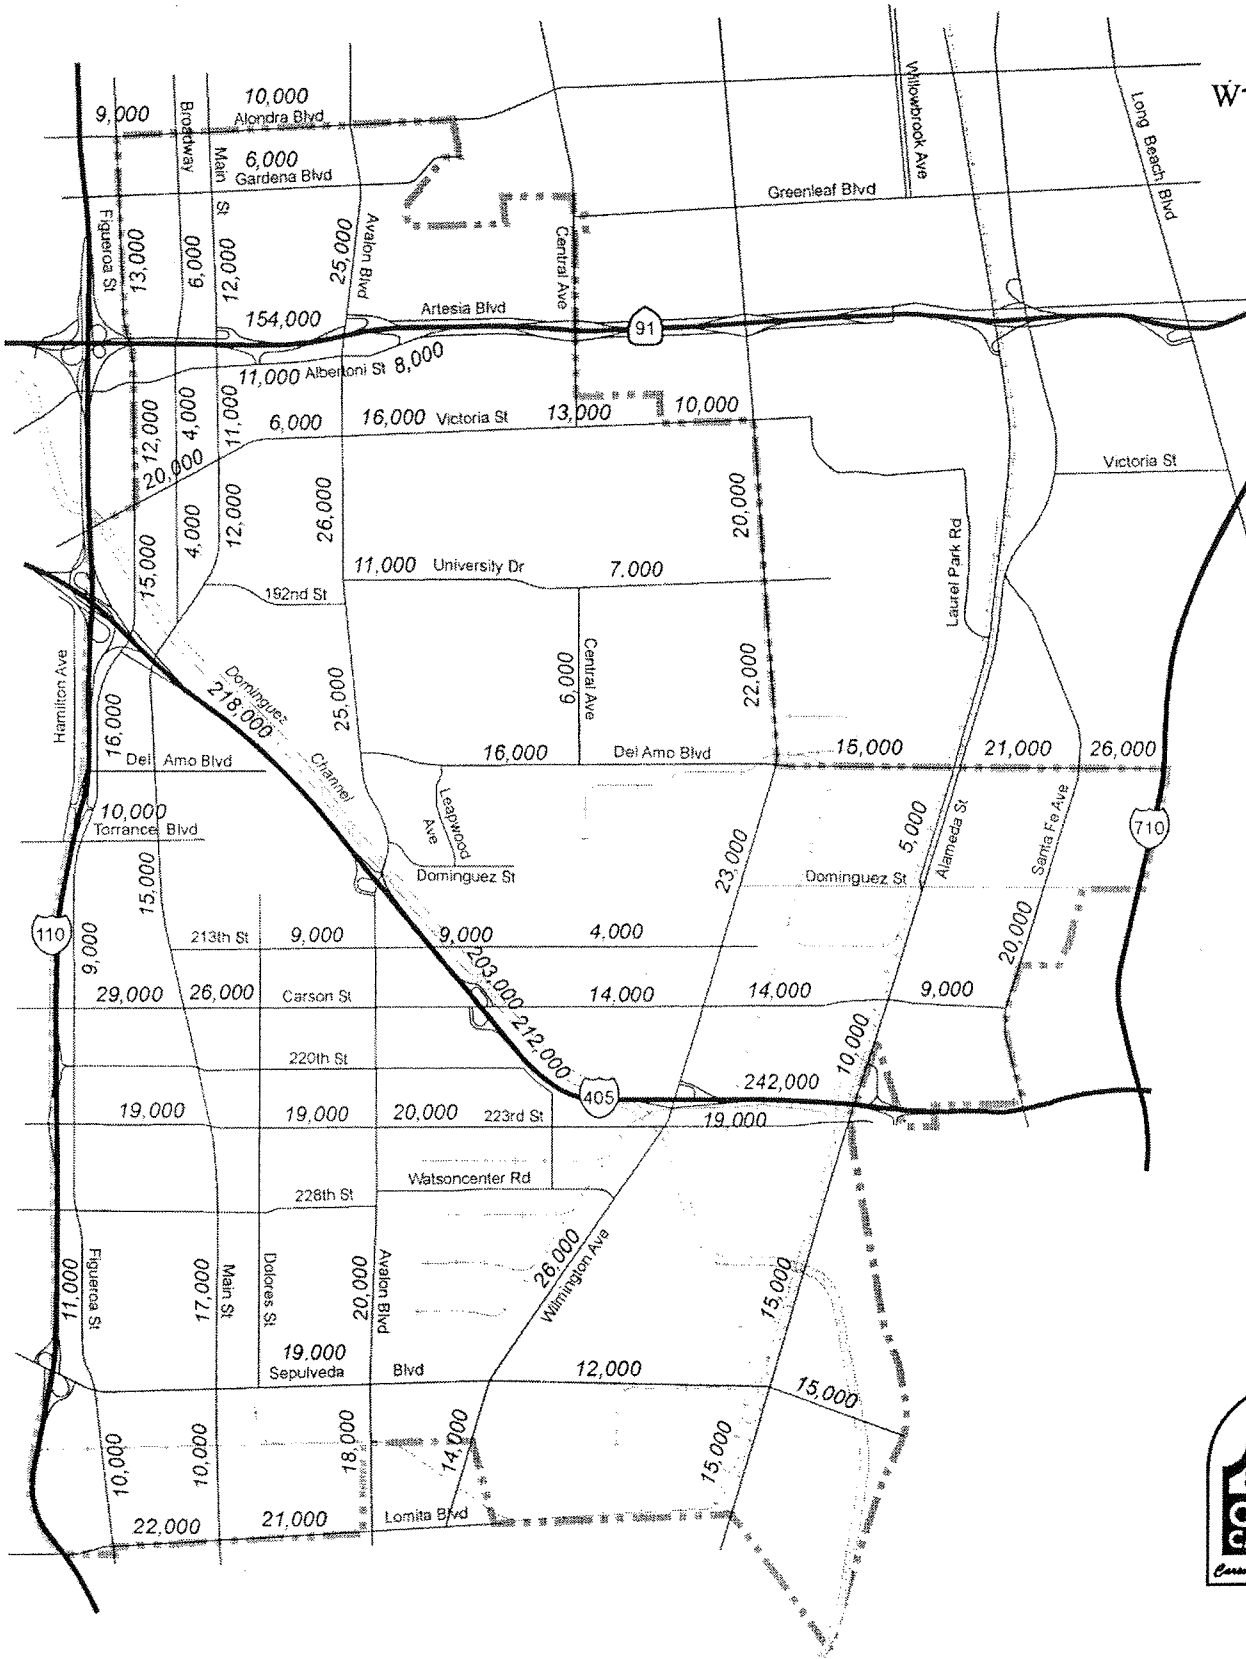 W
10,000
9,000
Alondra Blvd
Broadway
Main St
6,000
Gardena Blvd
Willowbrook Ave
Long Beach Blvd
Greenleaf Blvd
Figueroa St
13,000
9,000
12,000
25,000
Avalon Blvd
Central Ave
154,000
Artesia Blvd
91
11,000
Albertoni St
8,000
12,000
4,000
11,000
6,000
16,000
Victoria St
13,000
10,000
20,000
Victoria St
15,000
4,000
12,000
26,000
20,000
Laurel Park Rd
11,000
University Dr
7,000
192nd St
Hamilton Ave
16,000
Dominguez
Channel
218,000
25,000
9,000
Central Ave
22,000
Del Amo Blvd
16,000
Del Amo Blvd
15,000
21,000
26,000
10,000
Torrance Blvd
Leapwood
Ave
5,000
Alameda St
Santa Fe Ave
710
15,000
Dominguez St
23,000
Dominguez St
110
9,000
213th St
9,000
9,000
4,000
20,000
203,000
29,000
26,000
Carson St
14,000
14,000
9,000
212,000
10,000
220th St
405
242,000
19,000
19,000
20,000
223rd St
19,000
Watsoncenter Rd
228th St
11,000
Figueroa St
17,000
Main St
Dolores St
20,000
Avalon Blvd
26,000
Wilmington Ave
15,000
19,000
Sepulveda
Blvd
12,000
15,000
10,000
10,000
18,000
14,000
15,000
22,000
21,000
Lomita Blvd